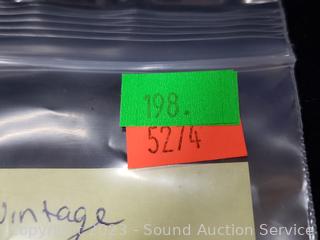 198.
5274
Vintage
Copyright 2023 - Sound Auction Service